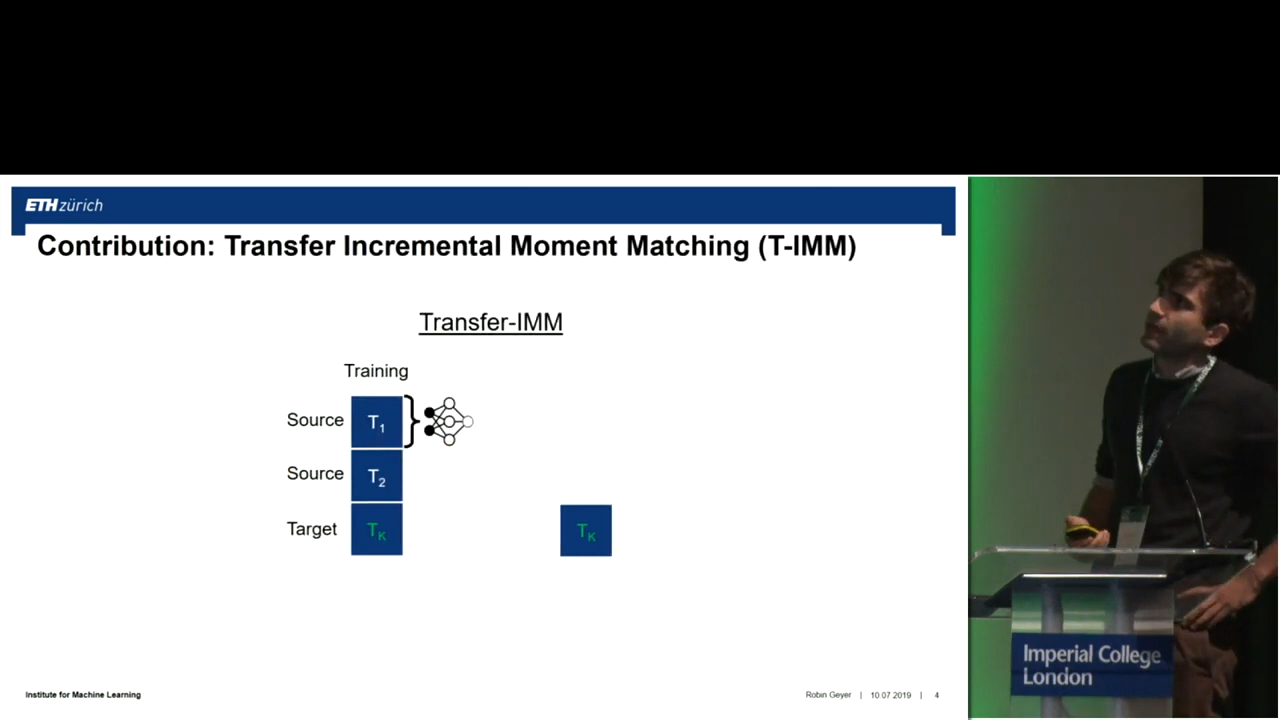 ETH zürich
Contribution: Transfer Incremental Moment Matching (T-IMM)
Transfer-IMM
Training
Source T1
Source T2
Target TK
TK
Institute for Machine Learning
Robin Geyer | 10.07.2019 | 4
Imperial College
London